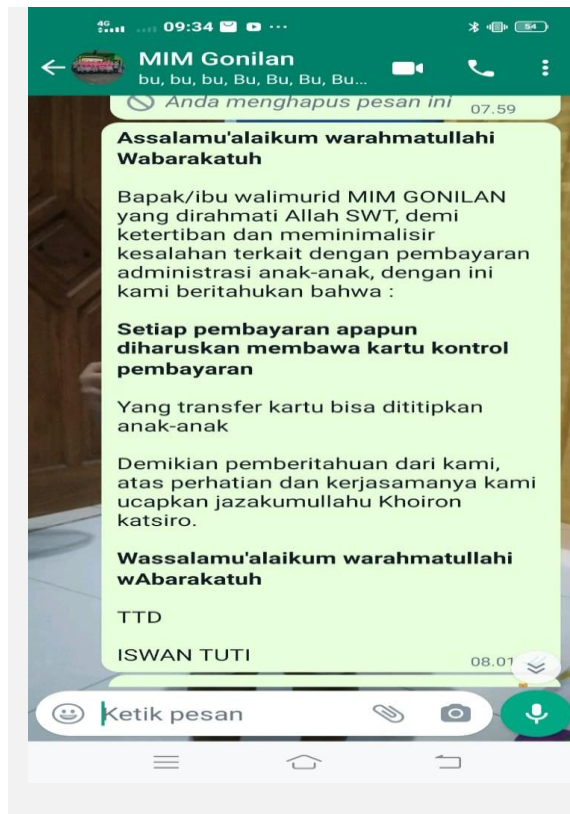 4G 09:34 54
MIM Gonilan
bu, bu, bu, Bu, Bu, Bu, Bu...
Anda menghapus pesan ini 07.59
Assalamu'alaikum warahmatullahi
Wabarakatuh
Bapak/ibu walimurid MIM GONILAN
yang dirahmati Allah SWT, demi
ketertiban dan meminimalisir
kesalahan terkait dengan pembayaran
administrasi anak-anak, dengan ini
kami beritahukan bahwa :
Setiap pembayaran apapun
diharuskan membawa kartu kontrol
pembayaran
Yang transfer kartu bisa dititipkan
anak-anak
Demikian pemberitahuan dari kami,
atas perhatian dan kerjasamanya kami
ucapkan jazakumullahu Khoiron
katsiro.
Wassalamu'alaikum warahmatullahi
wAbarakatuh
TTD
ISWAN TUTI 08.01
Ketik pesan